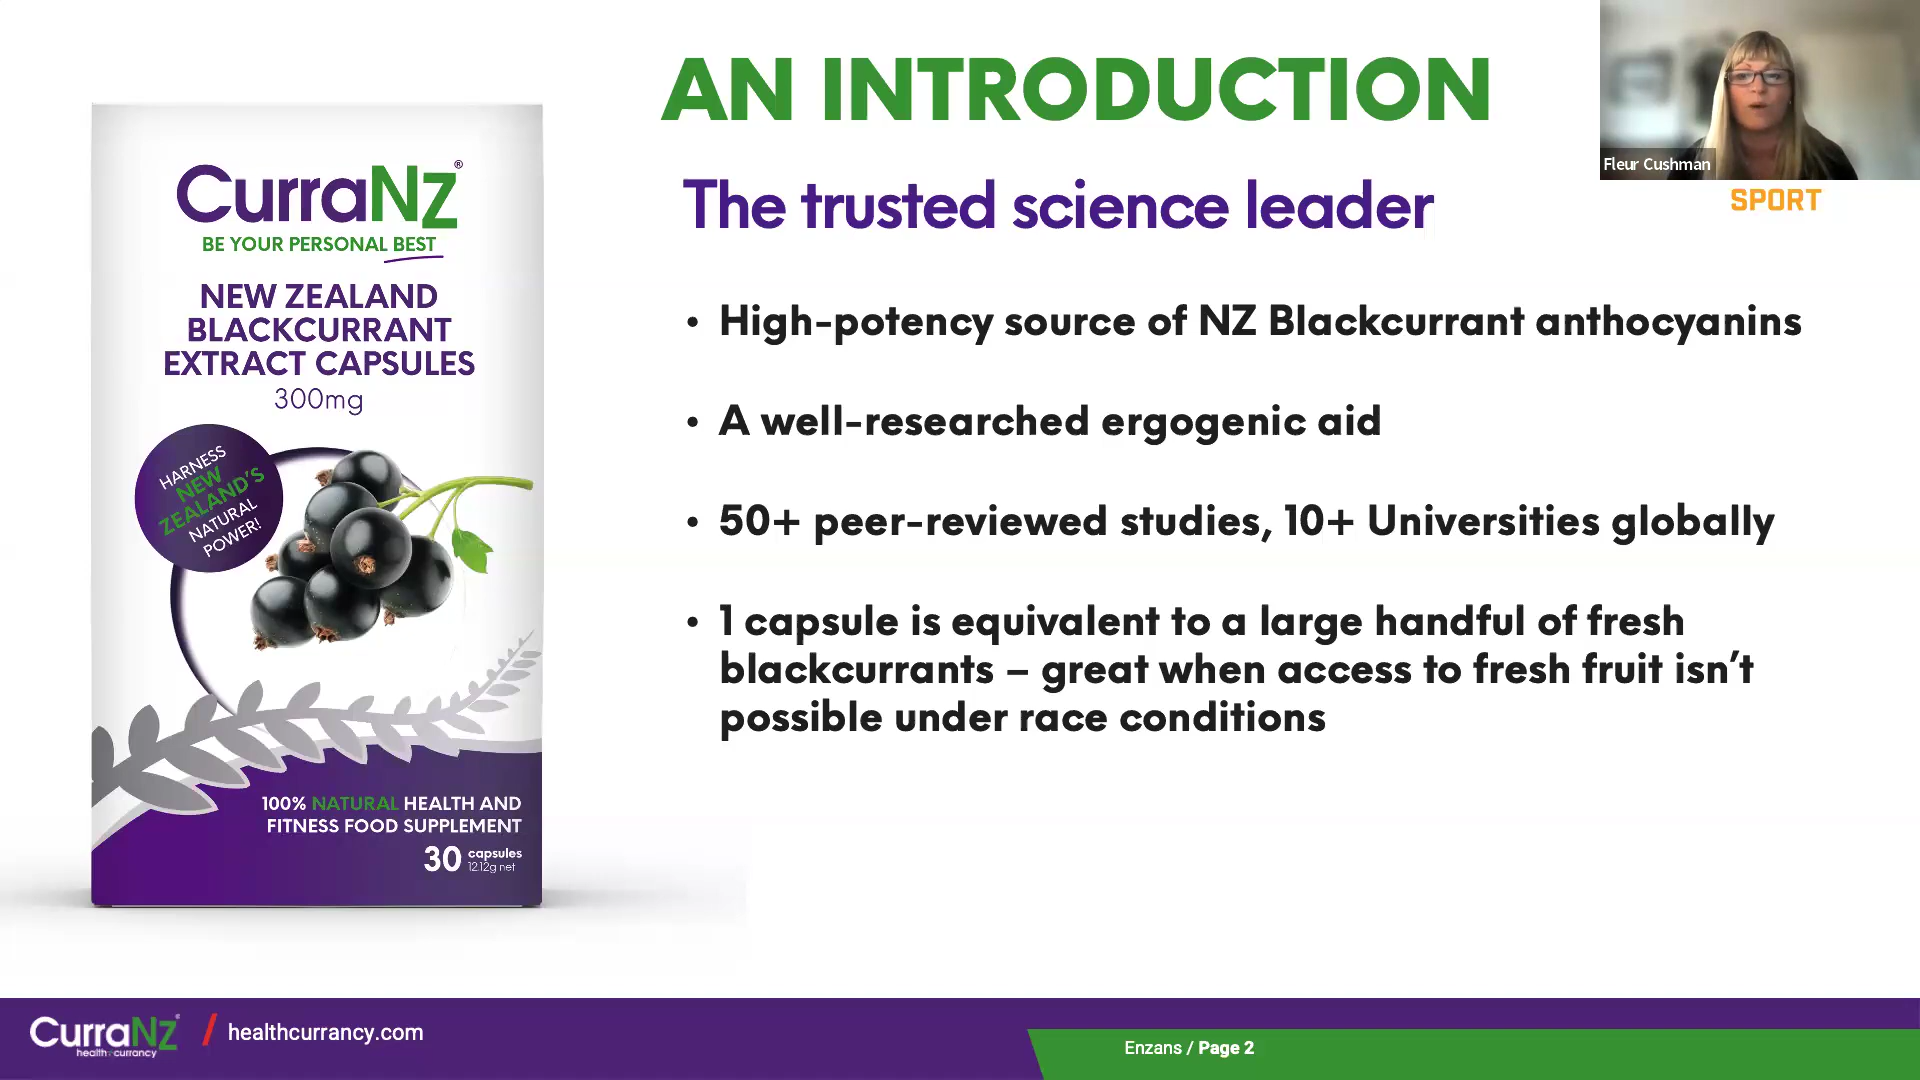 AN INTRODUCTION
The trusted science leader
Fleur Cushman
SPORT
CurraNZ®
BE YOUR PERSONAL BEST
NEW ZEALAND
BLACKCURRANT
EXTRACT CAPSULES
300mg
HARNESS
NEW
ZEALAND'S
NATURAL
POWER!
100% NATURAL HEALTH AND
FITNESS FOOD SUPPLEMENT
30 capsules
12.12g net
• High-potency source of NZ Blackcurrant anthocyanins
• A well-researched ergogenic aid
• 50+ peer-reviewed studies, 10+ Universities globally
• 1 capsule is equivalent to a large handful of fresh
blackcurrants – great when access to fresh fruit isn't
possible under race conditions
CurraNZ®
health currancy
/ healthcurrancy.com
Enzans / Page 2